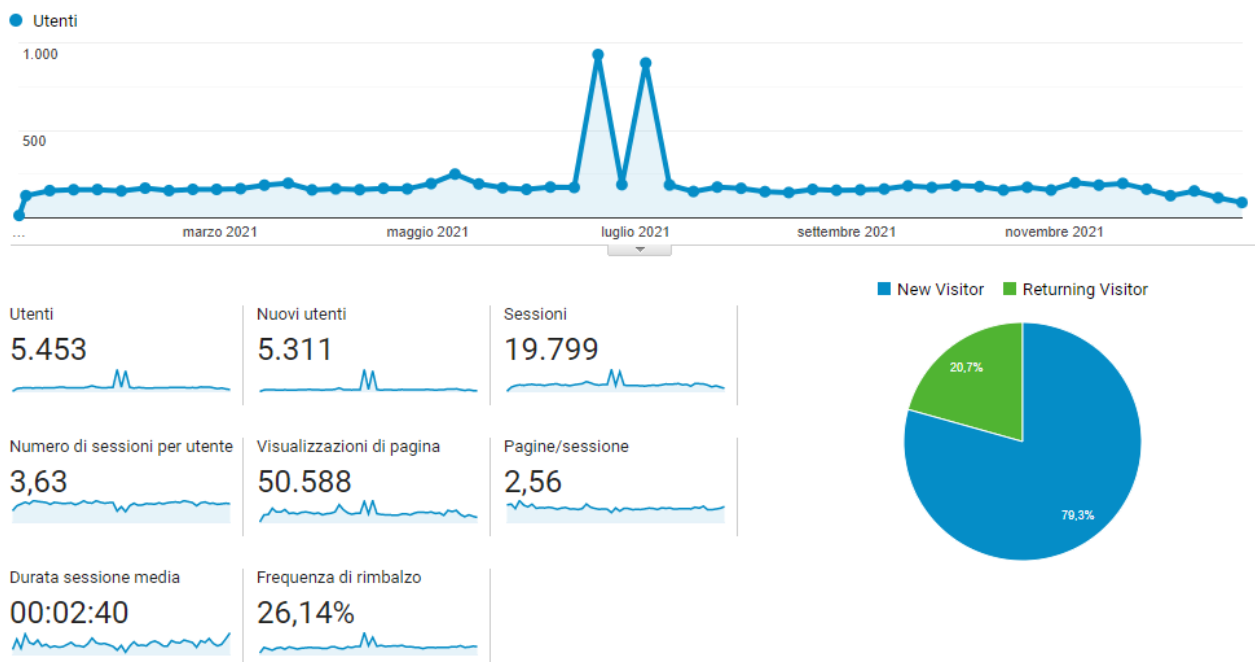 Utenti
1.000
500
...
marzo 2021
maggio 2021
luglio 2021
settembre 2021
novembre 2021
New Visitor
Returning Visitor
Utenti
5.453
Nuovi utenti
5.311
Sessioni
19.799
20,7%
79,3%
Numero di sessioni per utente
3,63
Visualizzazioni di pagina
50.588
Pagine/sessione
2,56
Durata sessione media
00:02:40
Frequenza di rimbalzo
26,14%